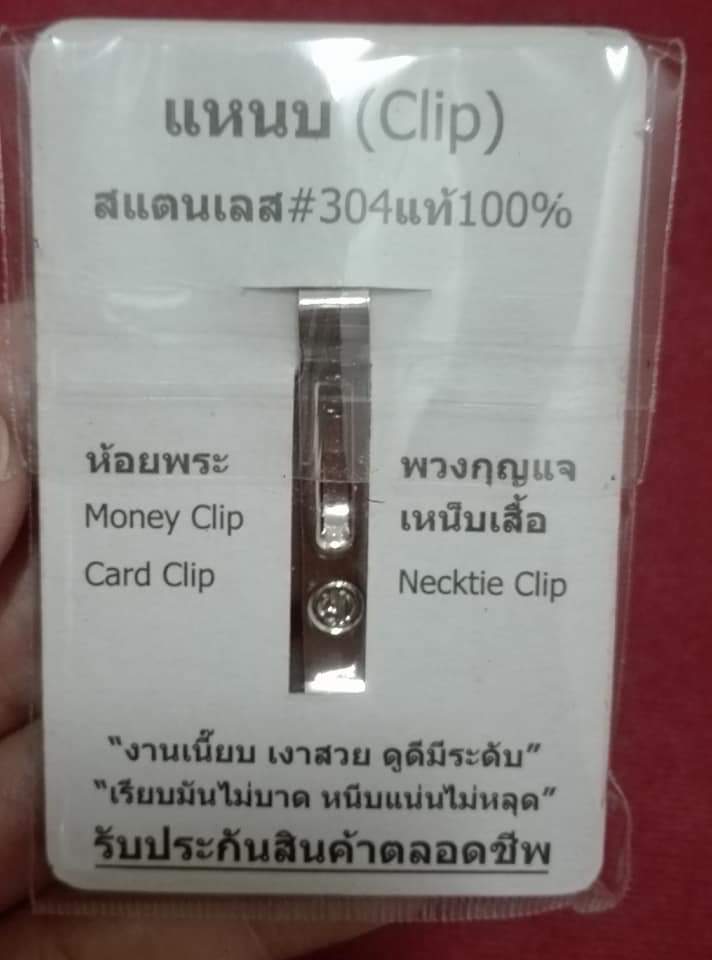 แหนบ (Clip)
สแตนเลส#304แท้100%
ห้อยพระ
Money Clip
Card Clip
พวงกุญแจ
เหน็บเสื้อ
Necktie Clip
“งานเนี๊ยบ เงาสวย ดูดีมีระดับ”
“เรียบมันไม่บาด หนีบแน่นไม่หลุด”
รับประกันสินค้าตลอดชีพ